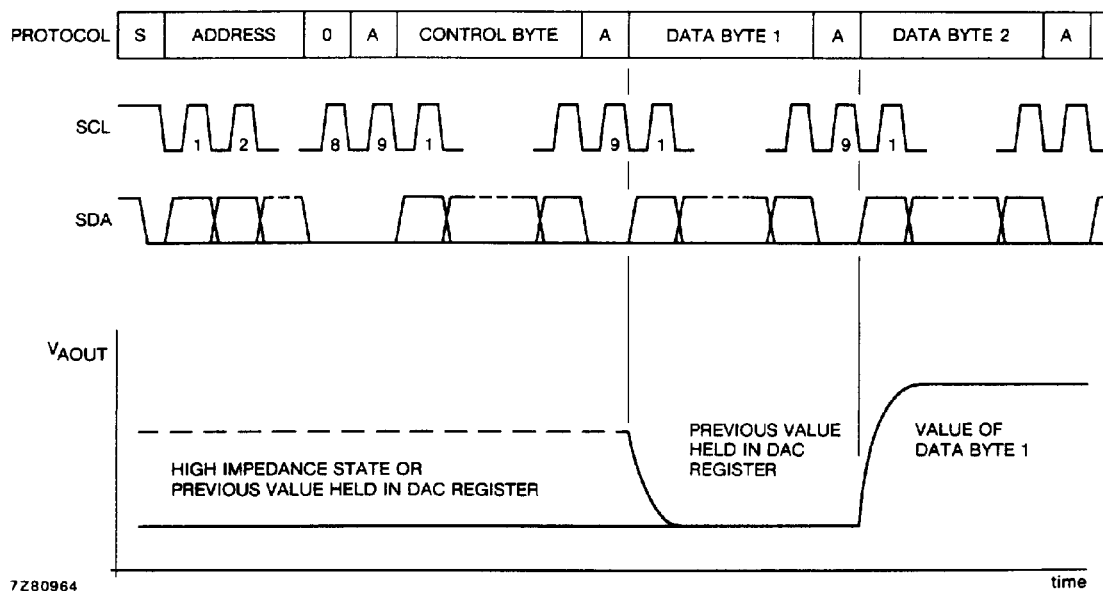 PROTOCOL S ADDRESS 0 A CONTROL BYTE A DATA BYTE 1 A DATA BYTE 2 A
SCL 1 2 8 9 1 9 1 9 1
SDA
VAOUT
HIGH IMPEDANCE STATE OR
PREVIOUS VALUE HELD IN DAC REGISTER
PREVIOUS VALUE
HELD IN DAC
REGISTER
VALUE OF
DATA BYTE 1
7Z80964
time